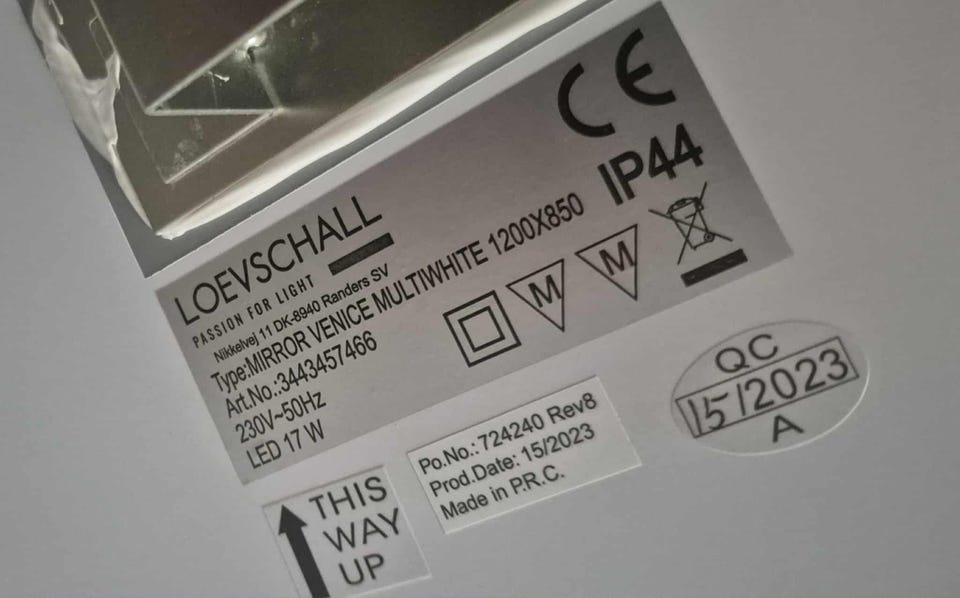 LOEVSCHALL
PASSION FOR LIGHT
Nikkelvej 11 DK-8940 Randers SV
Type:MIRROR VENICE MULTIWHITE 1200X850
Art.No.:3443457466
230V~50Hz
LED 17 W
CE
IP44
M M
THIS
WAY
UP
Po.No.: 724240 Rev8
Prod.Date: 15/2023
Made in P.R.C.
QC
15/2023
A